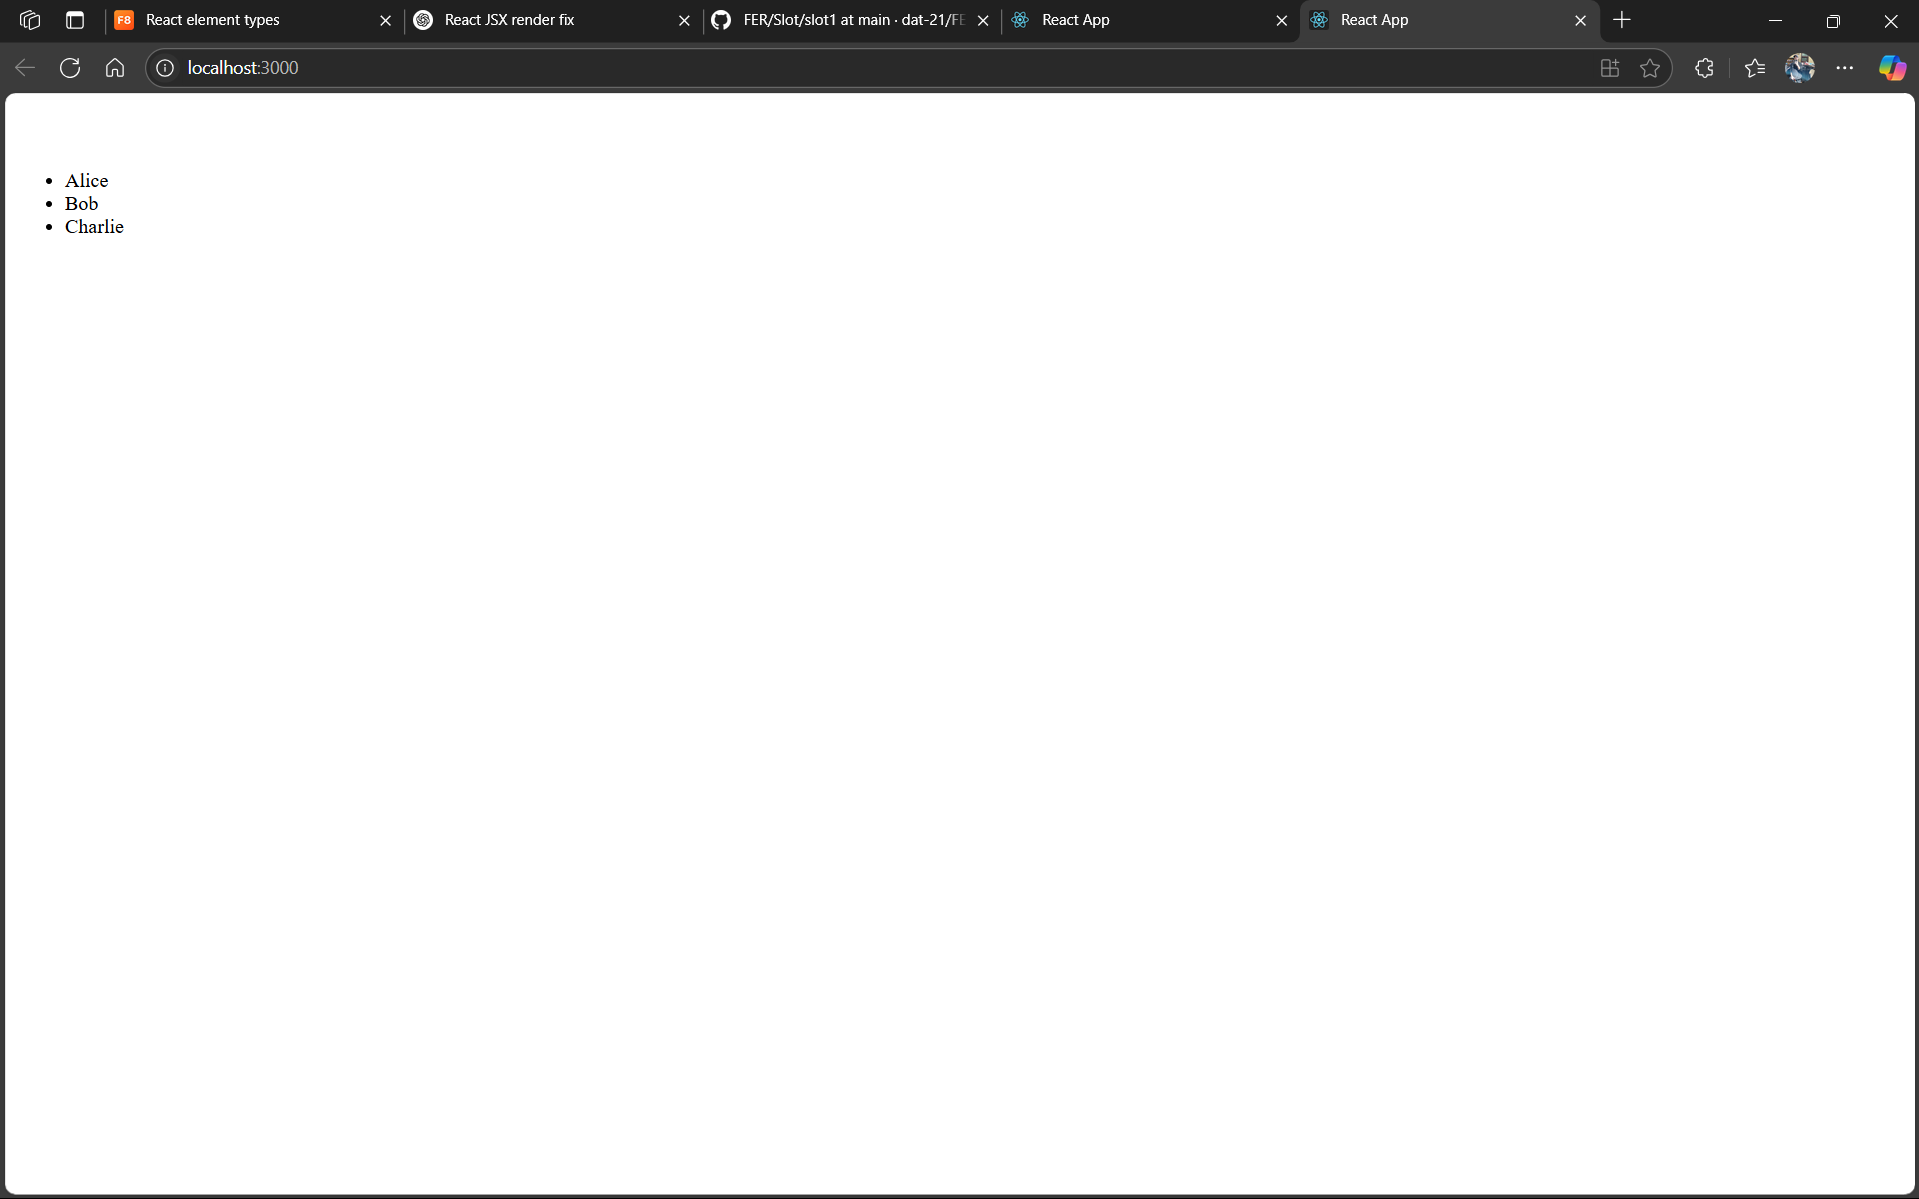 F8 React element types
React JSX render fix
FER/Slot/slot1 at main · dat-21/FE
React App
React App
localhost:3000
Alice
Bob
Charlie